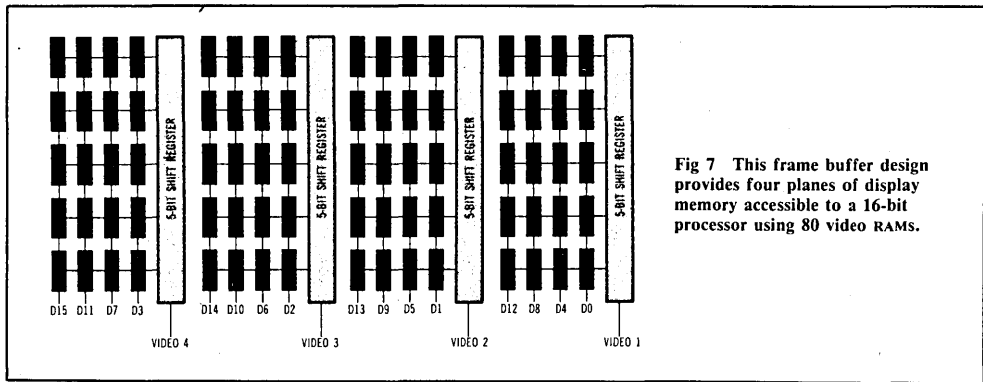 5-BIT SHIFT REGISTER
5-BIT SHIFT REGISTER
5-BIT SHIFT REGISTER
5-BIT SHIFT REGISTER
D15 D11 D7 D3
D14 D10 D6 D2
D13 D9 D5 D1
D12 D8 D4 D0
VIDEO 4
VIDEO 3
VIDEO 2
VIDEO 1
Fig 7 This frame buffer design
provides four planes of display
memory accessible to a 16-bit
processor using 80 video RAMs.